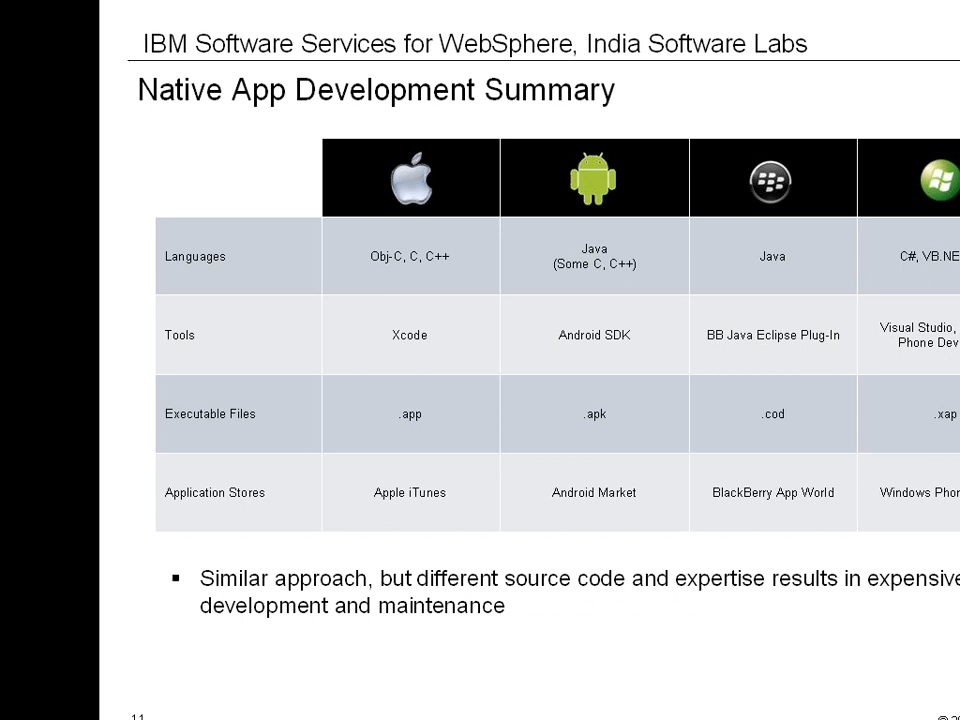 IBM Software Services for WebSphere, India Software Labs
Native App Development Summary
Languages
Obj-C, C, C++
Java
(Some C, C++)
Java
C#, VB.NE
Tools
Xcode
Android SDK
BB Java Eclipse Plug-In
Visual Studio,
Phone Dev
Executable Files
.app
.apk
.cod
.xap
Application Stores
Apple iTunes
Android Market
BlackBerry App World
Windows Phon
▪ Similar approach, but different source code and expertise results in expensive
development and maintenance
11